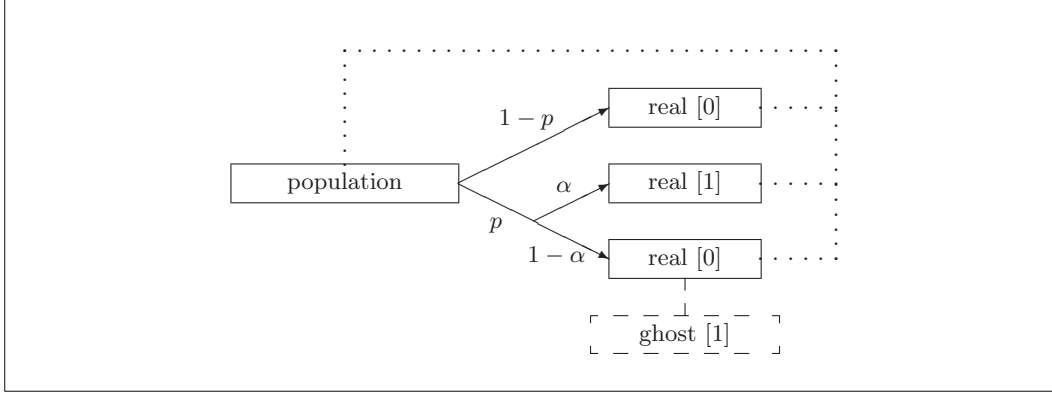 real [0]
1 − p
population
α
real [1]
p
1 − α
real [0]
ghost [1]